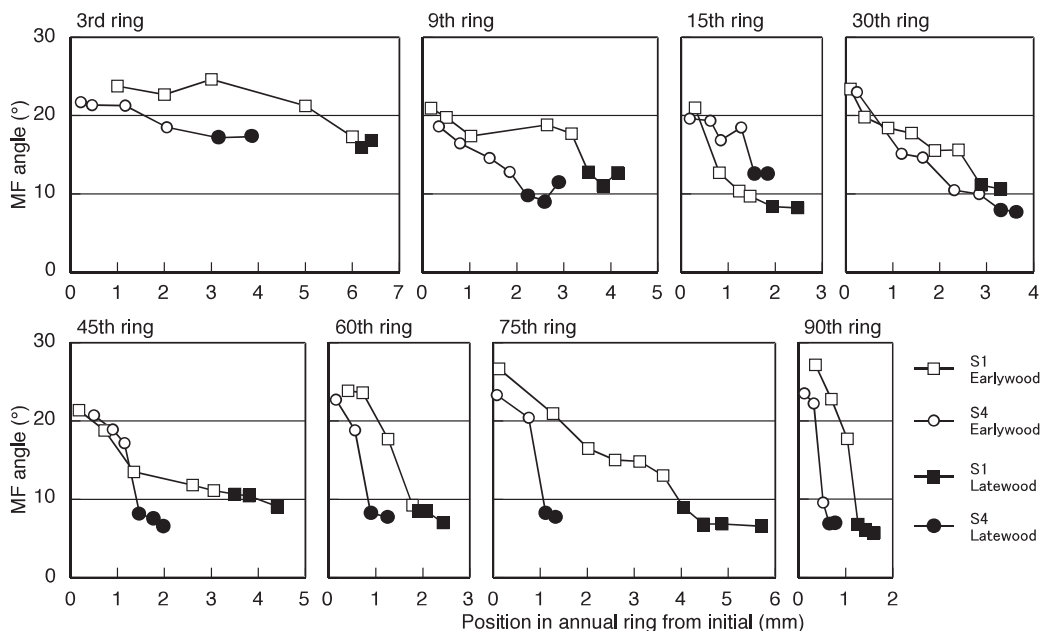 3rd ring
9th ring
15th ring
30th ring
MF angle (°)
30
20
10
0
0 1 2 3 4 5 6 7
0 1 2 3 4 5
0 1 2 3
0 1 2 3 4
45th ring
60th ring
75th ring
90th ring
MF angle (°)
30
20
10
0
0 1 2 3 4 5
0 1 2 3
0 1 2 3 4 5 6
0 1 2
Position in annual ring from initial (mm)
S1
Earlywood
S4
Earlywood
S1
Latewood
S4
Latewood